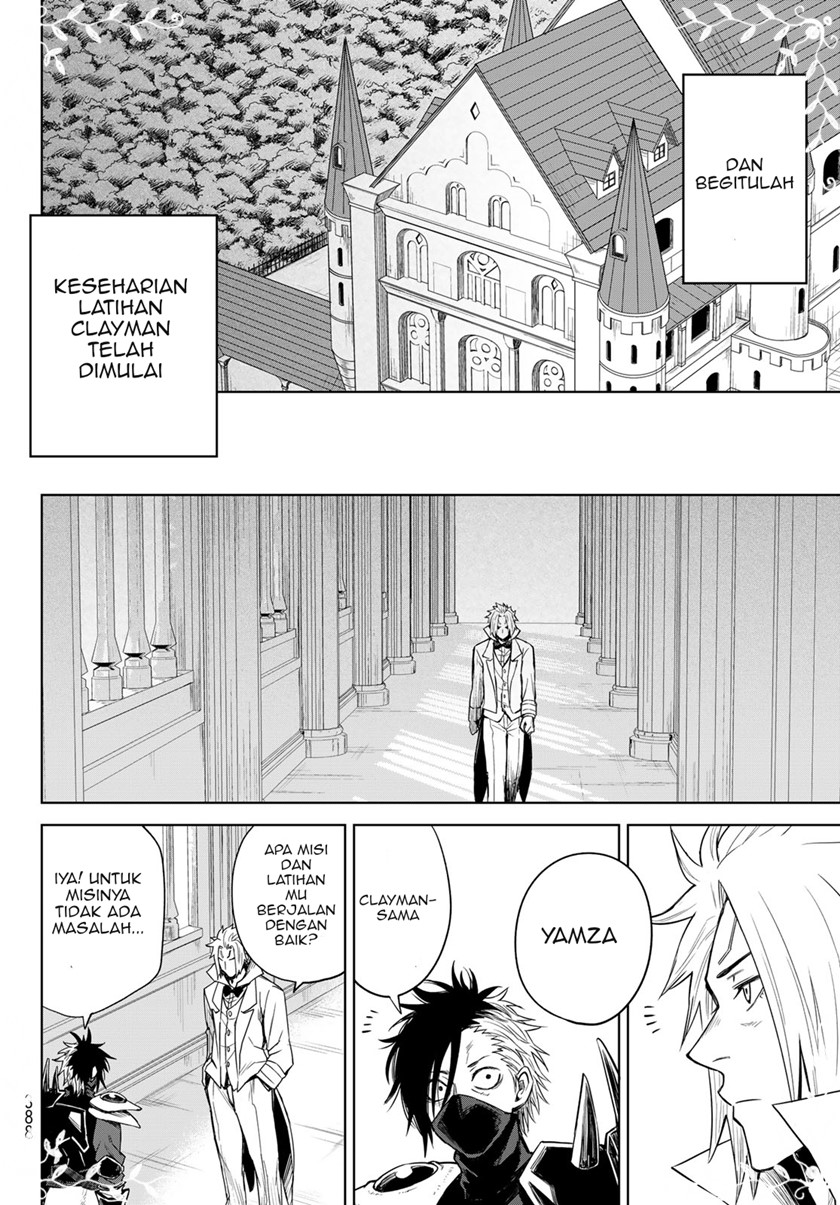 DAN
BEGITULAH
KESEHARIAN
LATIHAN
CLAYMAN
TELAH
DIMULAI
YAMZA
CLAYMAN-
SAMA
APA MISI
DAN
LATIHAN
MU
BERJALAN
DENGAN
BAIK?
IYA! UNTUK
MISINYA
TIDAK ADA
MASALAH...